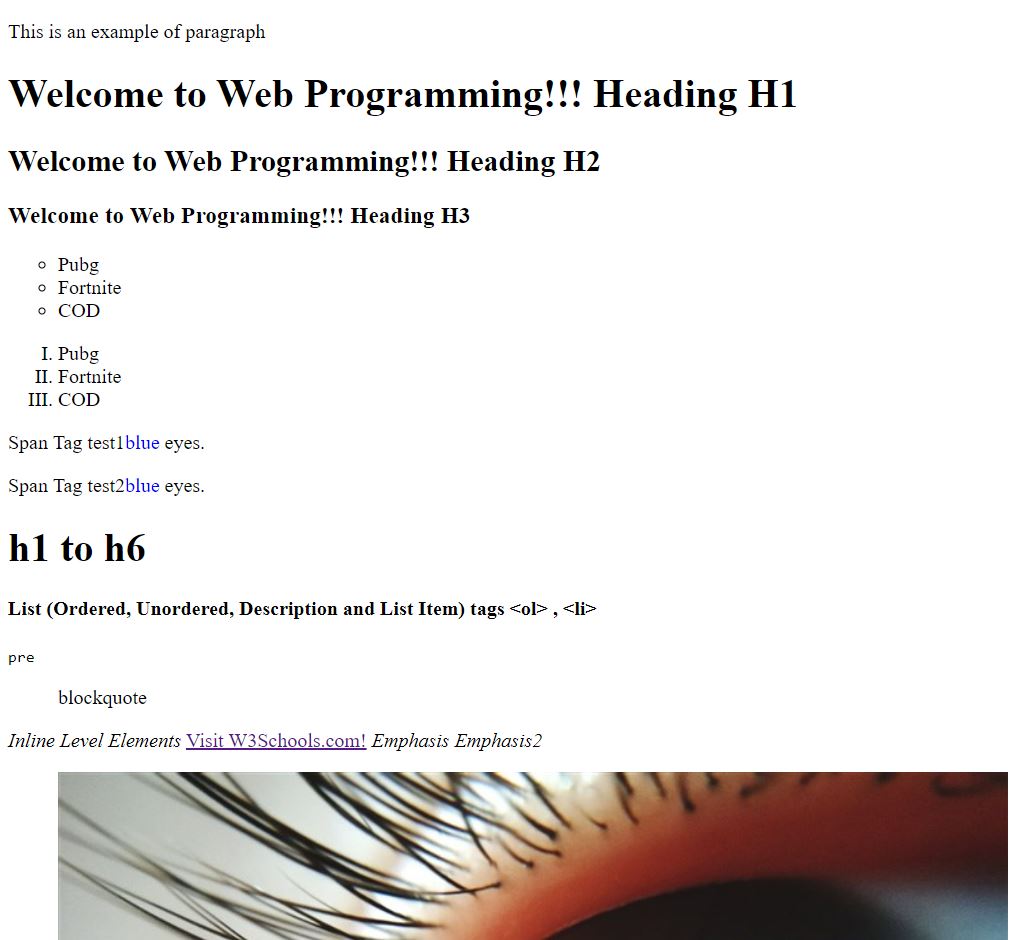 This is an example of paragraph
Welcome to Web Programming!!! Heading H1
Welcome to Web Programming!!! Heading H2
Welcome to Web Programming!!! Heading H3
Pubg
Fortnite
COD
I. Pubg
II. Fortnite
III. COD
Span Tag test1blue eyes.
Span Tag test2blue eyes.
h1 to h6
List (Ordered, Unordered, Description and List Item) tags <ol> , <li>
pre
blockquote
Inline Level Elements Visit W3Schools.com! Emphasis Emphasis2